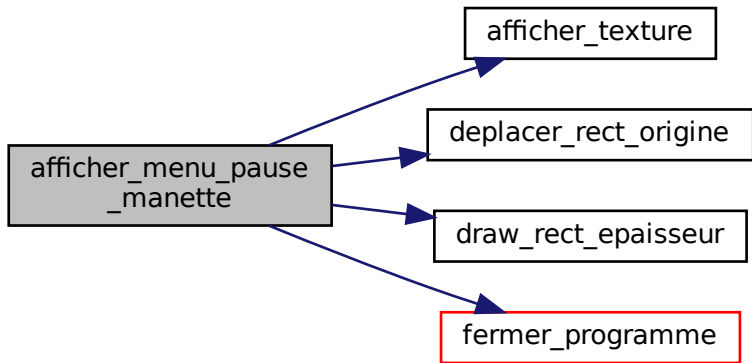 afficher_menu_pause
_manette
afficher_texture
deplacer_rect_origine
draw_rect_epaisseur
fermer_programme